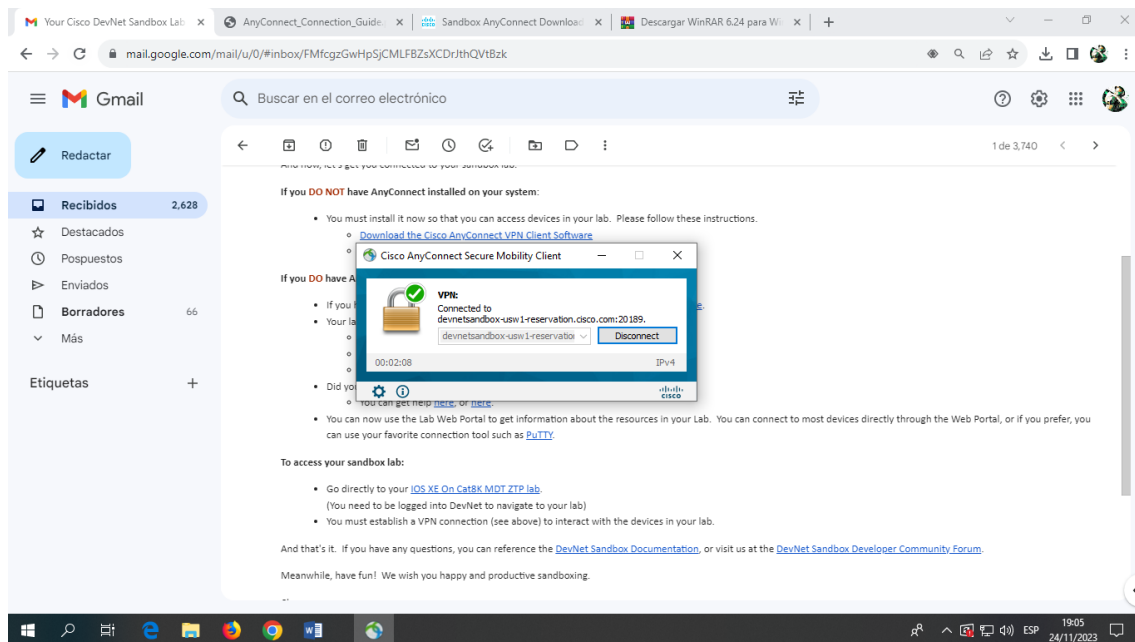 Your Cisco DevNet Sandbox Lab
AnyConnect_Connection_Guide.
Sandbox AnyConnect Download
Descargar WinRAR 6.24 para Wi
mail.google.com/mail/u/0/#inbox/FMfcgzGwHpSjCMLFBZsXCDrJthQVtBzk
Gmail
Buscar en el correo electrónico
Redactar
1 de 3,740
Recibidos 2,628
Destacados
Pospuestos
Enviados
Borradores 66
Más
Etiquetas
And now, let's get you connected to your sandbox lab.
If you DO NOT have AnyConnect installed on your system:
You must install it now so that you can access devices in your lab. Please follow these instructions.
Download the Cisco AnyConnect VPN Client Software
If you DO have A
If you
Your la
Did you
You can get help here, or here.
Cisco AnyConnect Secure Mobility Client
VPN:
Connected to
devnetsandbox-usw1-reservation.cisco.com:20189.
devnetsandbox-usw1-reservation
Disconnect
00:02:08
IPv4
CISCO
You can now use the Lab Web Portal to get information about the resources in your Lab. You can connect to most devices directly through the Web Portal, or if you prefer, you
can use your favorite connection tool such as PuTTY.
To access your sandbox lab:
Go directly to your IOS XE On Cat8K MDT ZTP lab.
(You need to be logged into DevNet to navigate to your lab)
You must establish a VPN connection (see above) to interact with the devices in your lab.
And that's it. If you have any questions, you can reference the DevNet Sandbox Documentation, or visit us at the DevNet Sandbox Developer Community Forum.
Meanwhile, have fun! We wish you happy and productive sandboxing.
ESP
19:05
24/11/2023